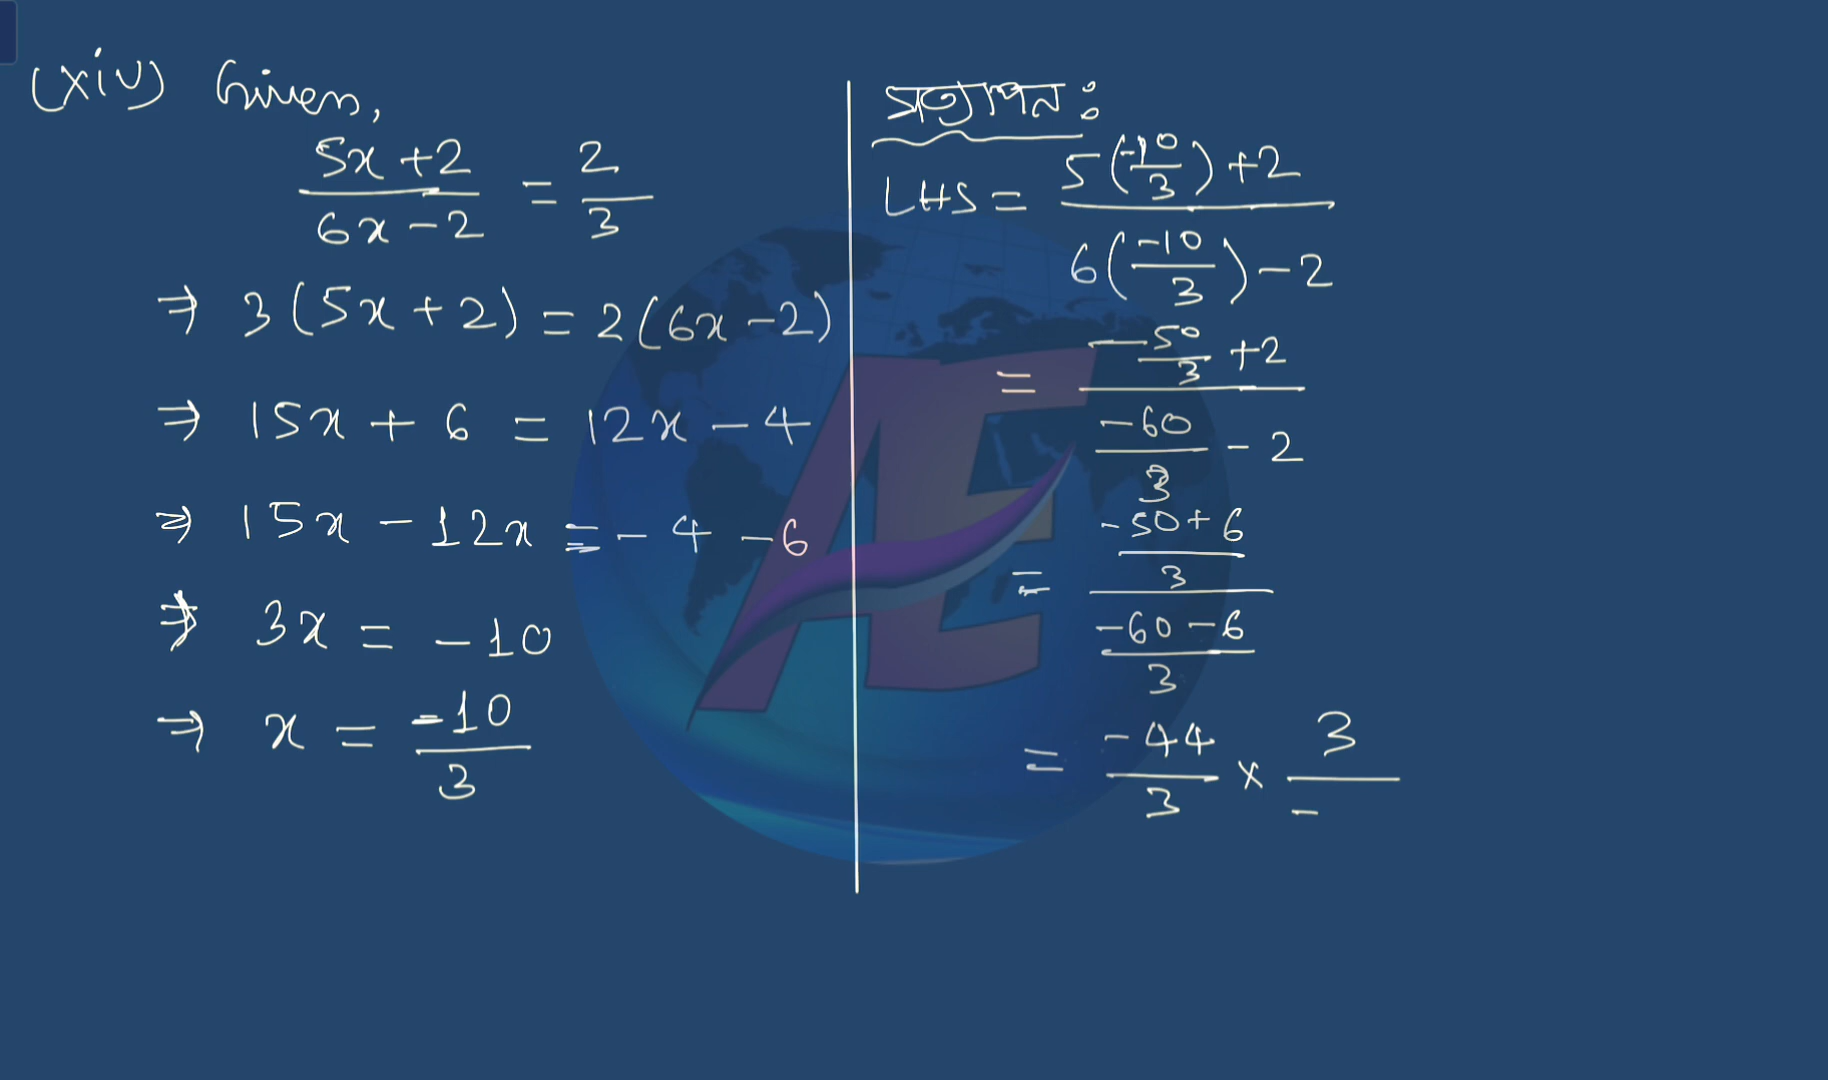 (xiv) Given,
5x+2 / 6x-2 = 2 / 3
⇒ 3(5x+2) = 2(6x-2)
⇒ 15x + 6 = 12x - 4
⇒ 15x - 12x = - 4 - 6
⇒ 3x = - 10
⇒ x = -10 / 3
সত্যাপন :
LHS = 5(-10/3)+2 / 6(-10/3)-2
= -50/3 +2 / -60/3 - 2
= -50+6/3 / -60-6/3
= -44/3 × 3/-
AE